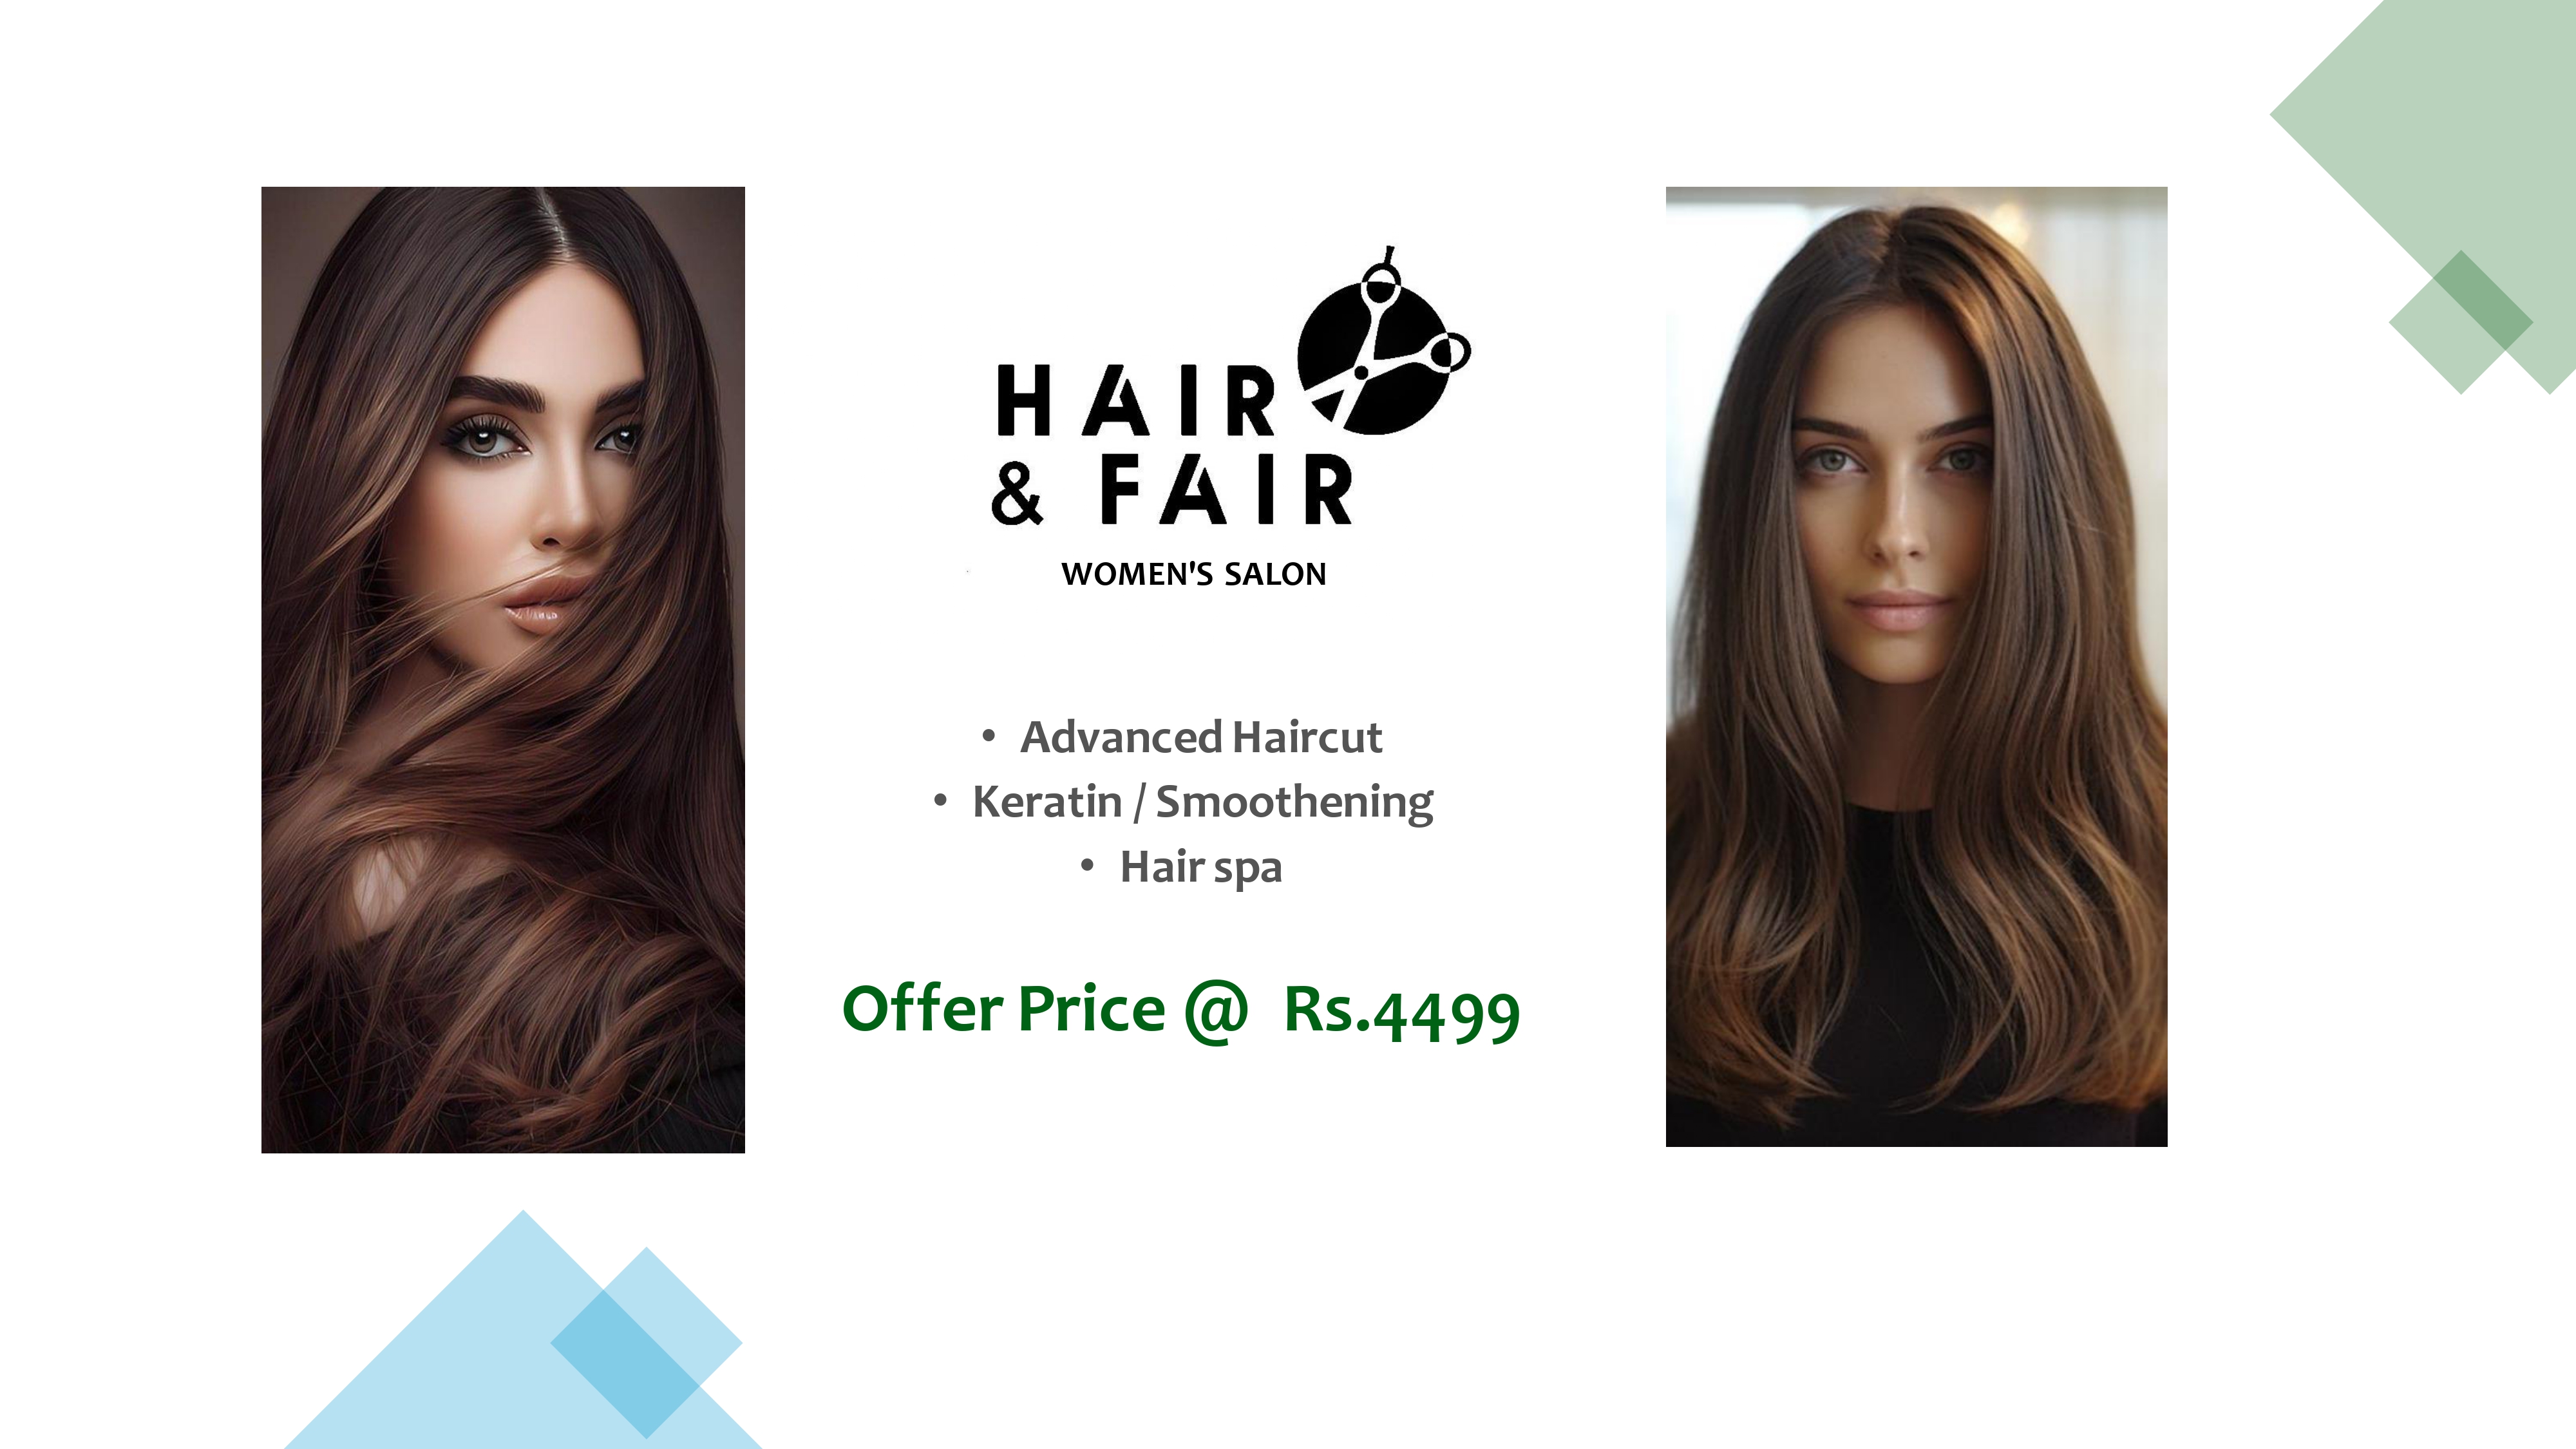 HAIR
& FAIR
WOMEN'S SALON
• Advanced Haircut
• Keratin / Smoothening
• Hair spa
Offer Price @ Rs.4499